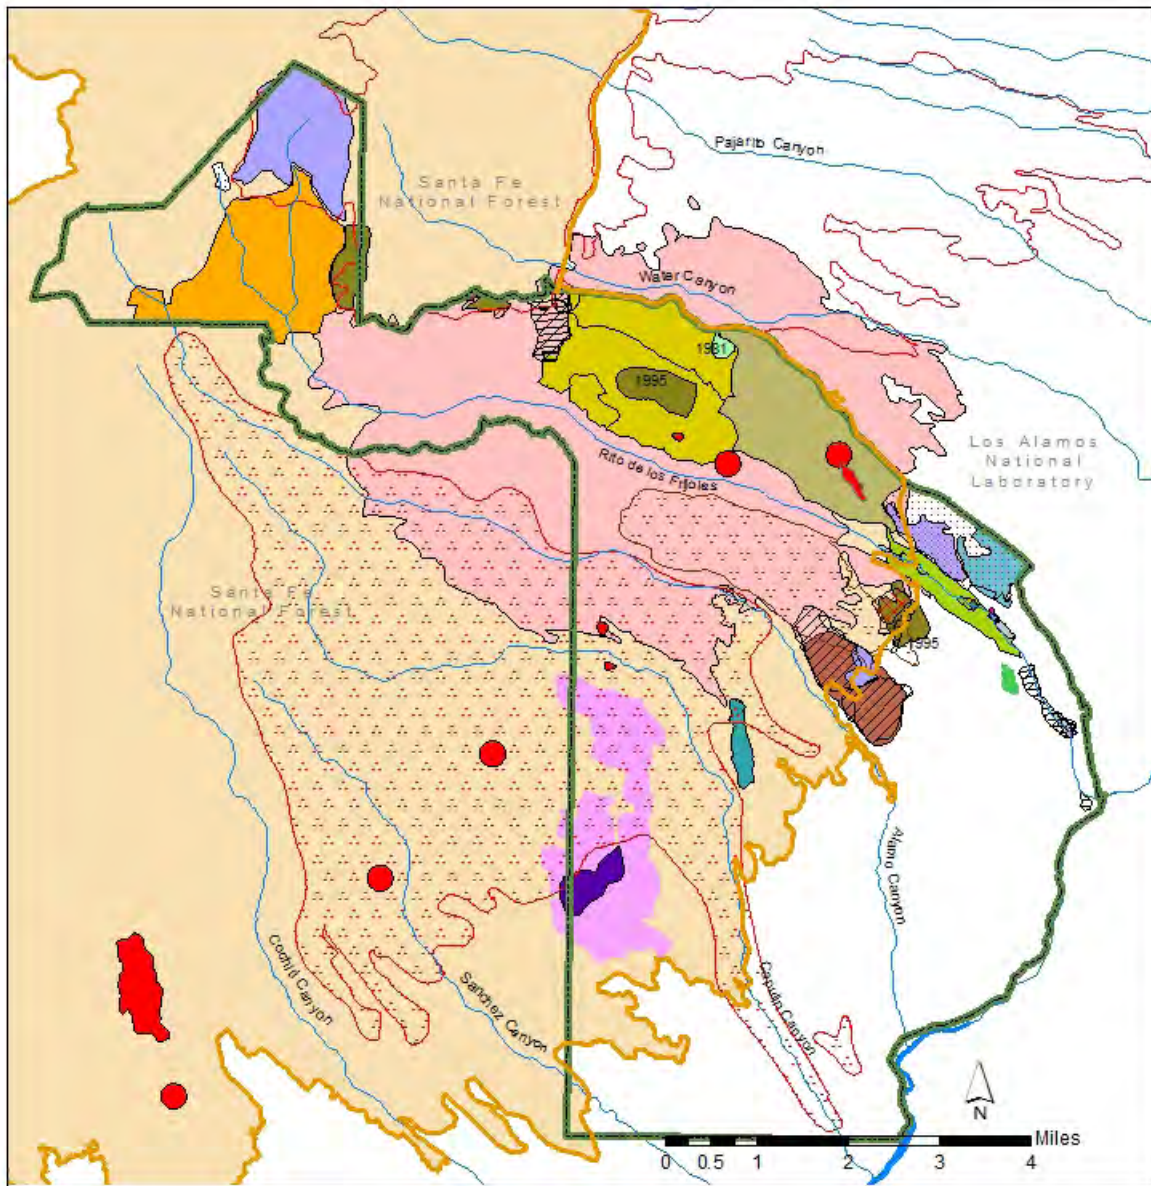 Pajarito Canyon
Santa Fe
National Forest
Water Canyon
1981
1995
Los Alamos
National
Laboratory
Rito de los Frijoles
Santa Fe
National Forest
1995
Alamo Canyon
Cochiti Canyon
Sanchez Canyon
Capulin Canyon
N
Miles
0 0.5 1 2 3 4